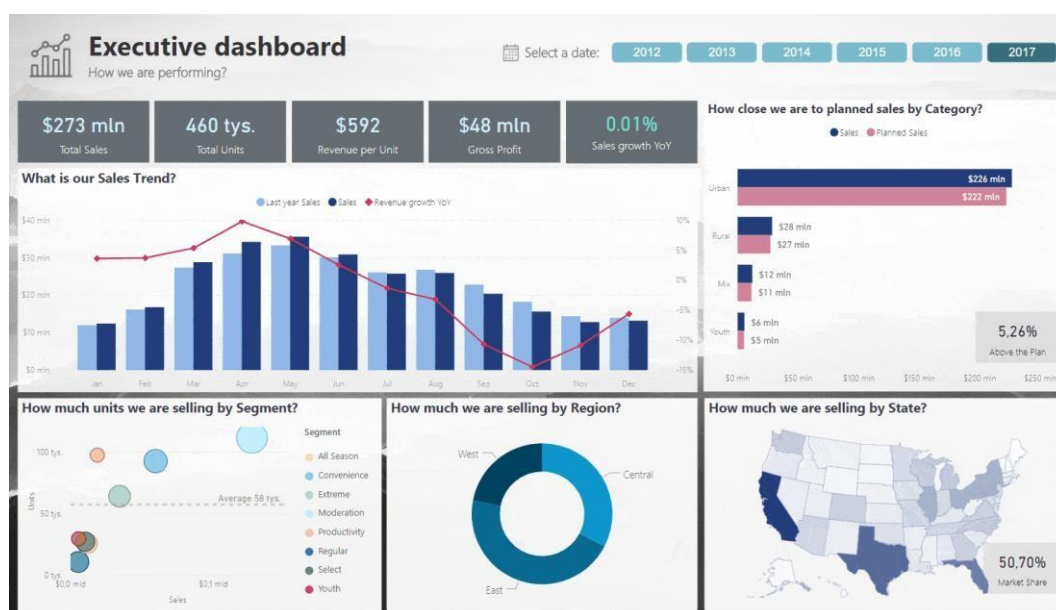 Executive dashboard
How we are performing?
Select a date:
2012
2013
2014
2015
2016
2017
$273 mln
Total Sales
460 tys.
Total Units
$592
Revenue per Unit
$48 mln
Gross Profit
0.01%
Sales growth YoY
What is our Sales Trend?
Last year Sales
Sales
Revenue growth YoY
$40 mln
$30 mln
$20 mln
$10 mln
$0 mln
10%
5%
0%
-5%
-10%
-15%
Jan
Feb
Mar
Apr
May
Jun
Jul
Aug
Sep
Oct
Nov
Dec
How close we are to planned sales by Category?
Sales
Planned Sales
Urban
$226 mln
$222 mln
Rural
$28 mln
$27 mln
Mix
$12 mln
$11 mln
Youth
$6 mln
$5 mln
$0 mln
$50 mln
$100 mln
$150 mln
$200 mln
$250 mln
5,26%
Above the Plan
How much units we are selling by Segment?
Units
100 tys.
50 tys.
0 tys.
Average 58 tys.
$0,0 mld
$0,1 mld
Sales
Segment
All Season
Convenience
Extreme
Moderation
Productivity
Regular
Select
Youth
How much we are selling by Region?
West
Central
East
How much we are selling by State?
50,70%
Market Share